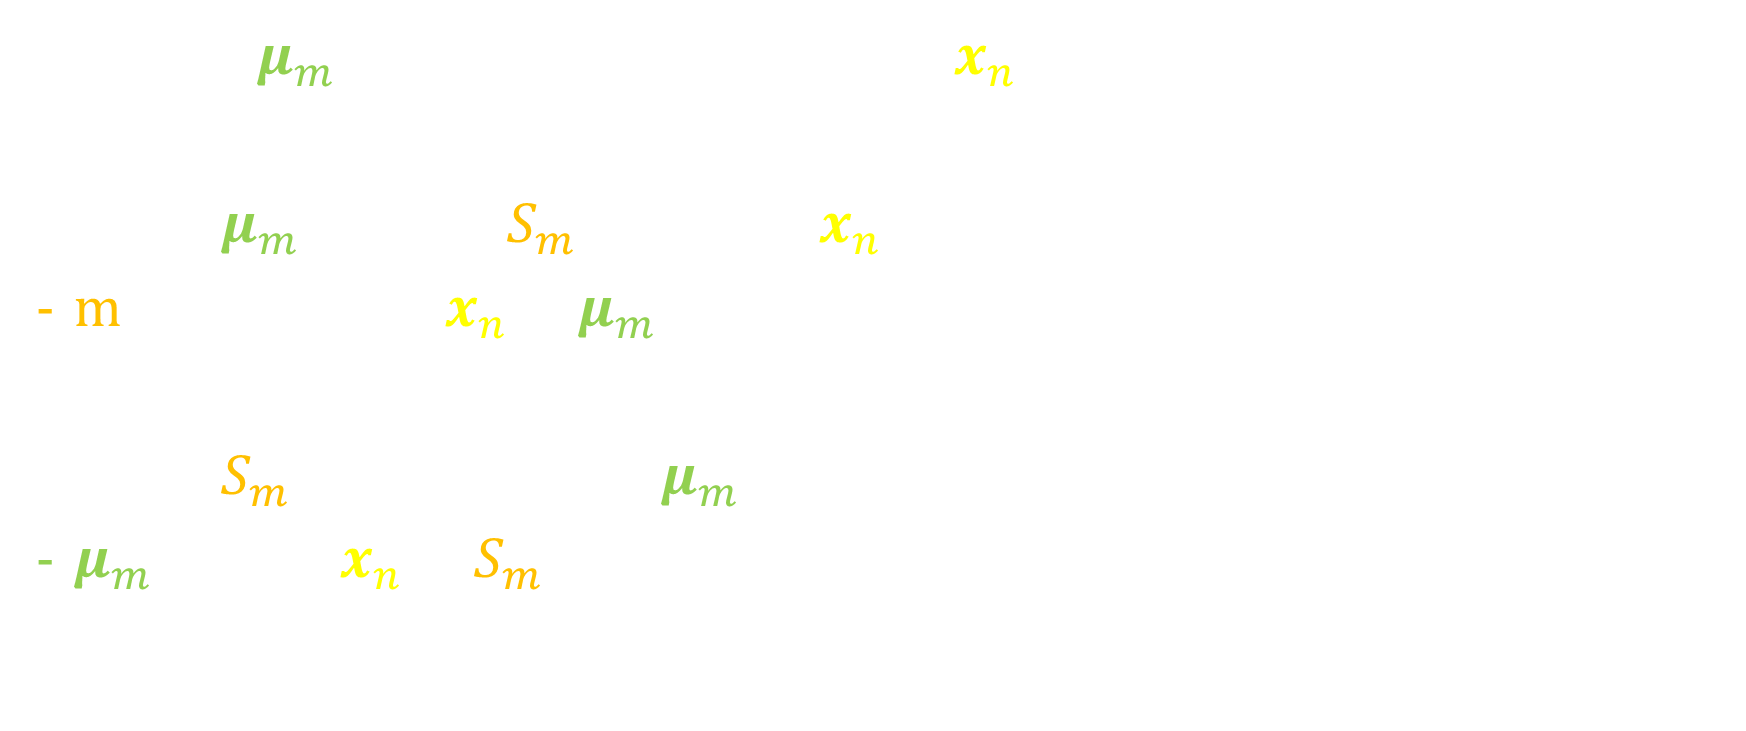 𝝁ₘ 𝒙ₙ
𝝁ₘ Sₘ 𝒙ₙ
- m 𝒙ₙ 𝝁ₘ
Sₘ 𝝁ₘ
- 𝝁ₘ 𝒙ₙ Sₘ